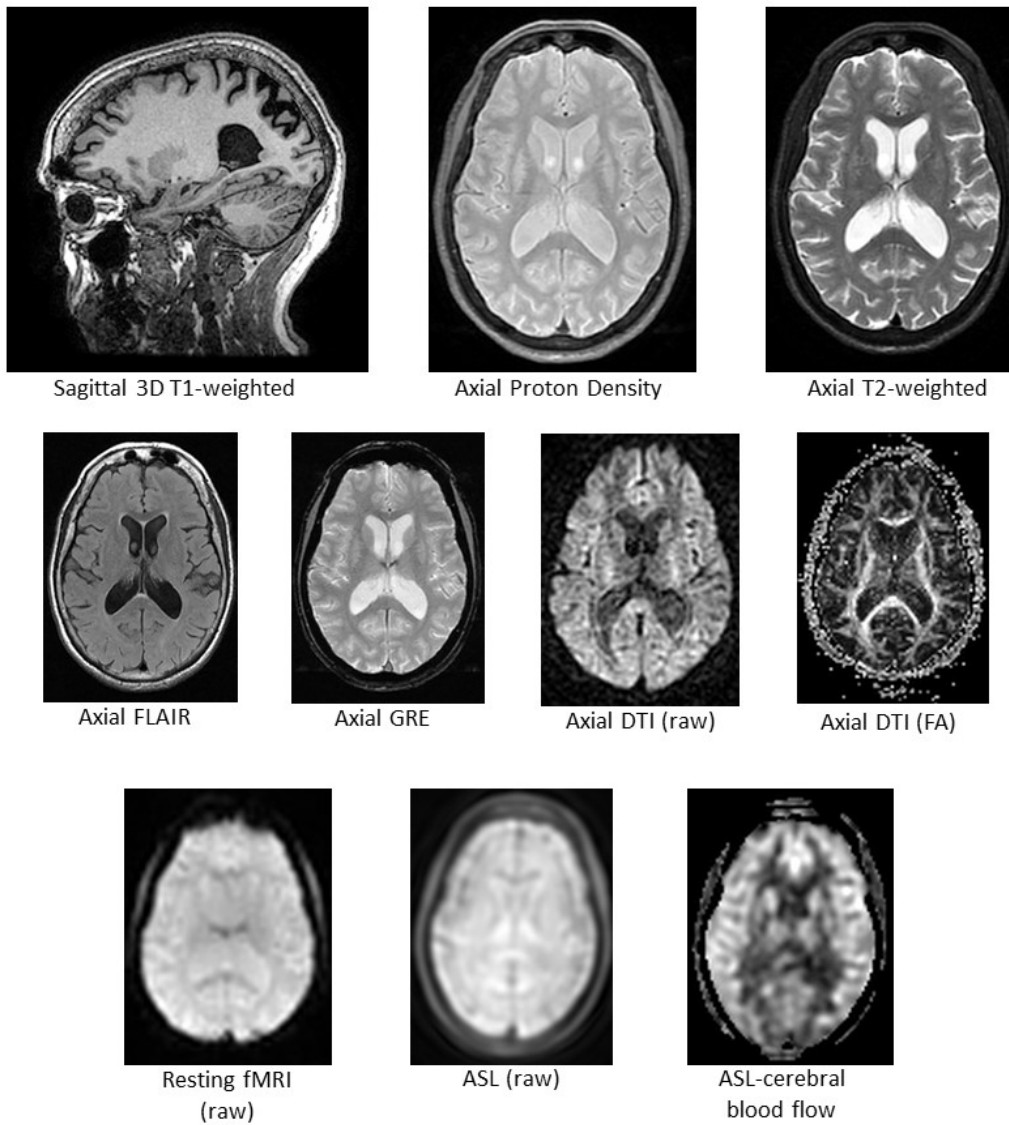 Sagittal 3D T1-weighted
Axial Proton Density
Axial T2-weighted
Axial FLAIR
Axial GRE
Axial DTI (raw)
Axial DTI (FA)
Resting fMRI
(raw)
ASL (raw)
ASL-cerebral
blood flow